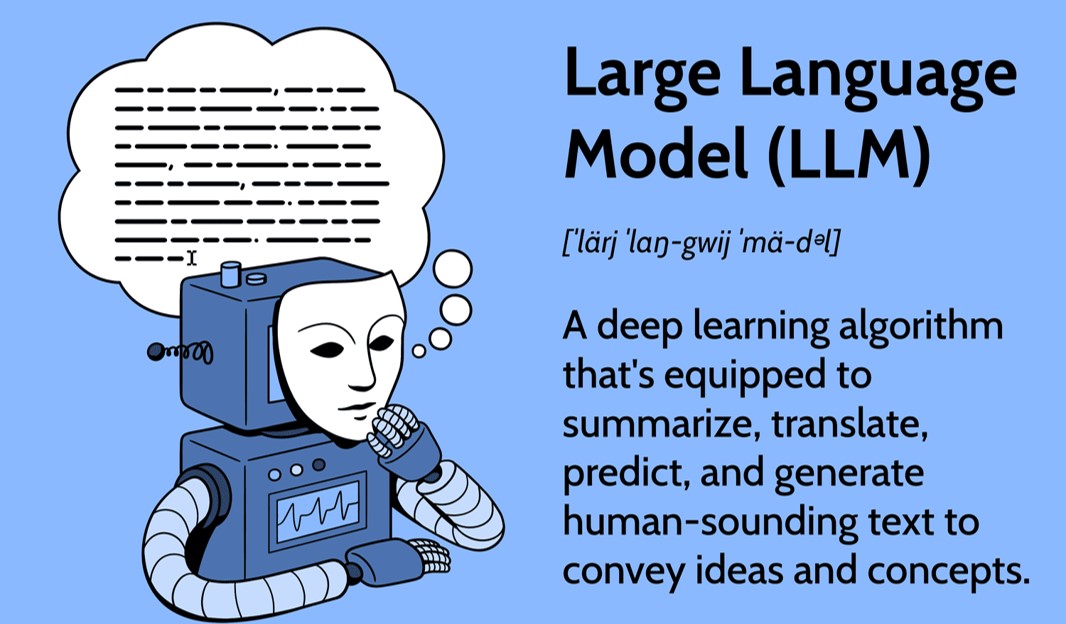 Large Language
Model (LLM)
[ˈlärj ˈlaŋ-gwij ˈmä-dᵊl]
A deep learning algorithm
that's equipped to
summarize, translate,
predict, and generate
human-sounding text to
convey ideas and concepts.